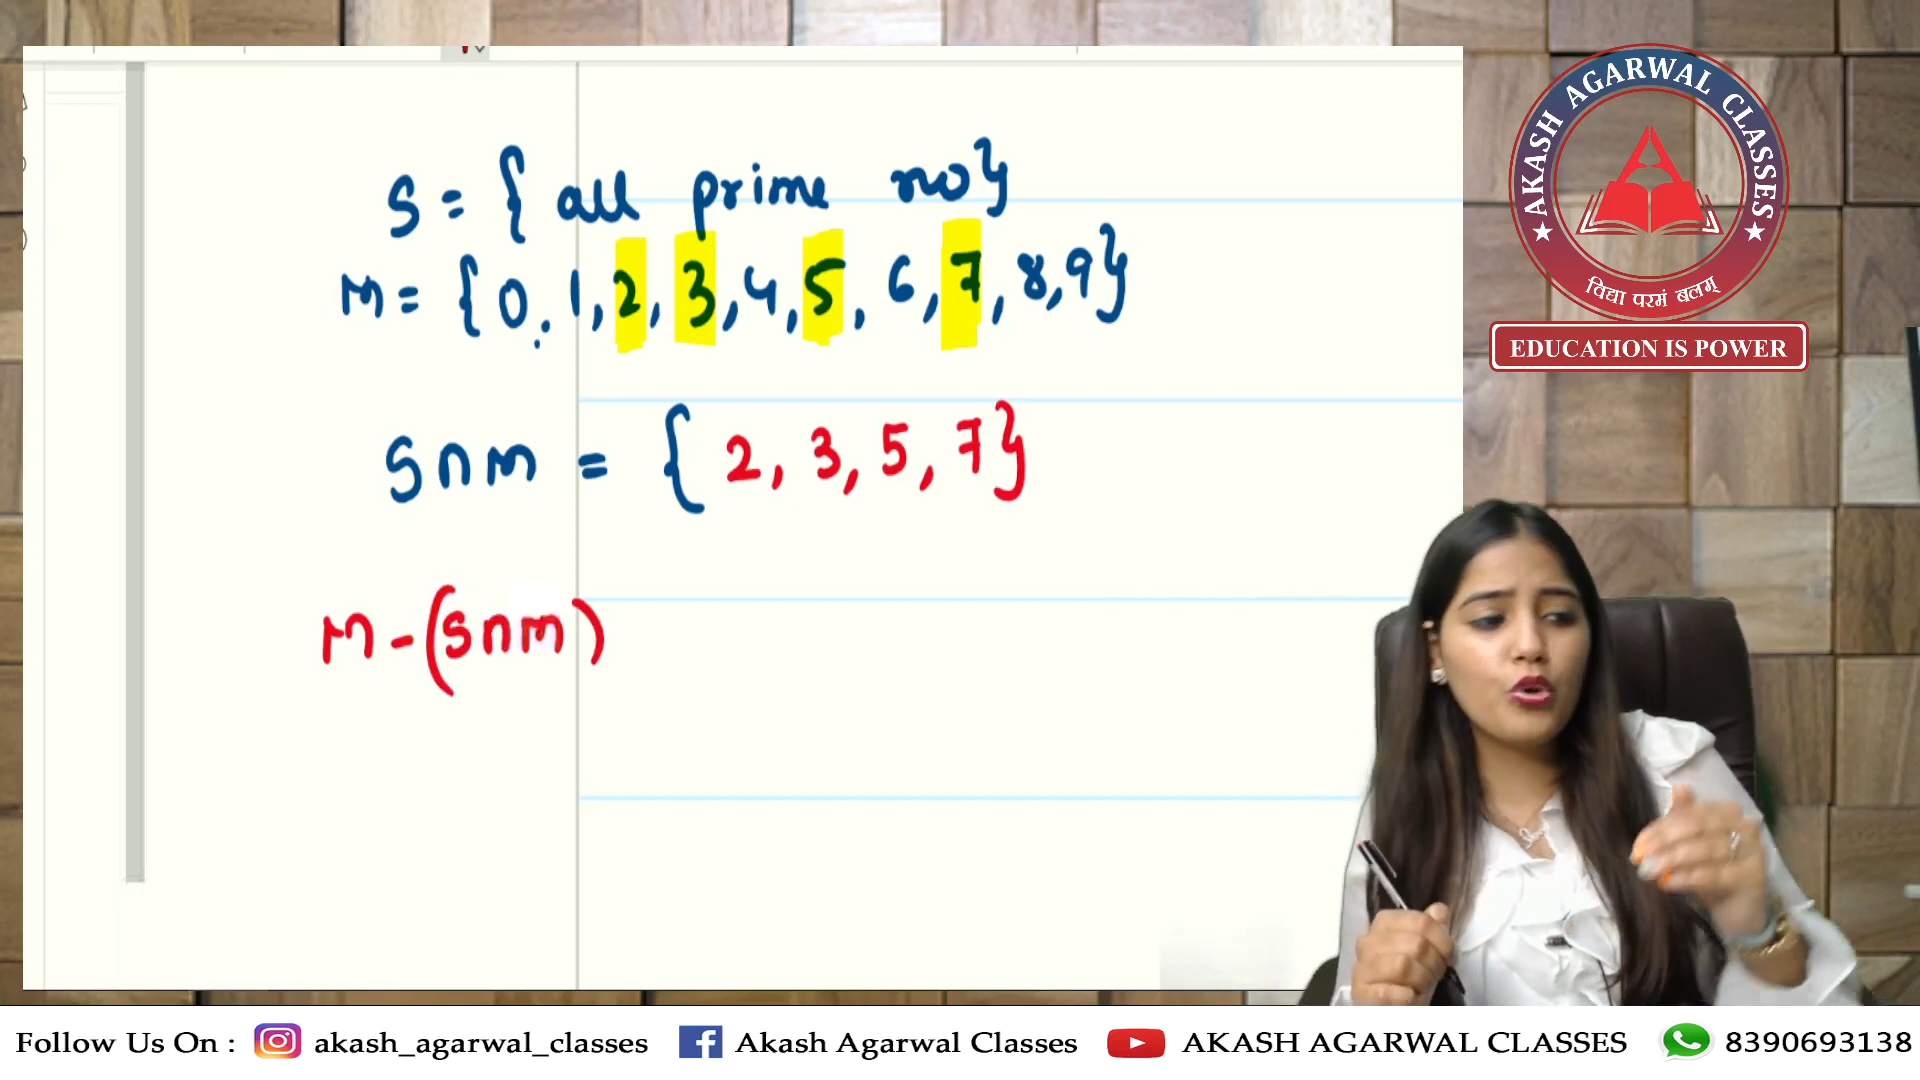 S = { all prime no}
M = {0, 1, 2, 3, 4, 5, 6, 7, 8, 9}
S∩M = { 2, 3, 5, 7}
M - (S∩M)
AKASH AGARWAL CLASSES
विद्या परमं बलम्
EDUCATION IS POWER
Follow Us On : akash_agarwal_classes Akash Agarwal Classes AKASH AGARWAL CLASSES 8390693138